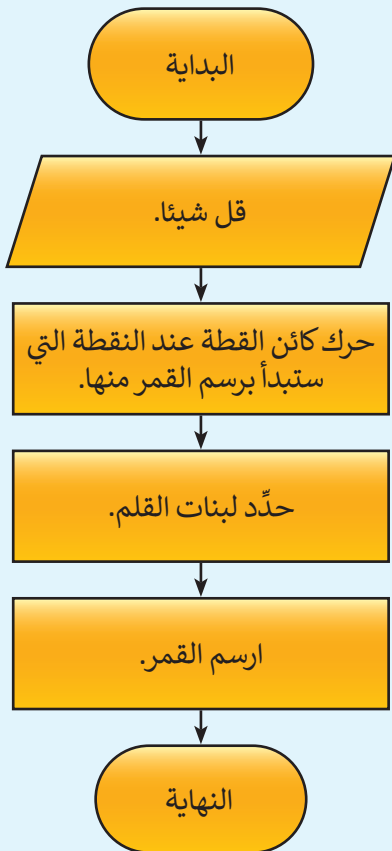 البداية
قل شيئا.
حرك كائن القطة عند النقطة التي
ستبدأ برسم القمر منها.
حدِّد لبنات القلم.
ارسم القمر.
النهاية